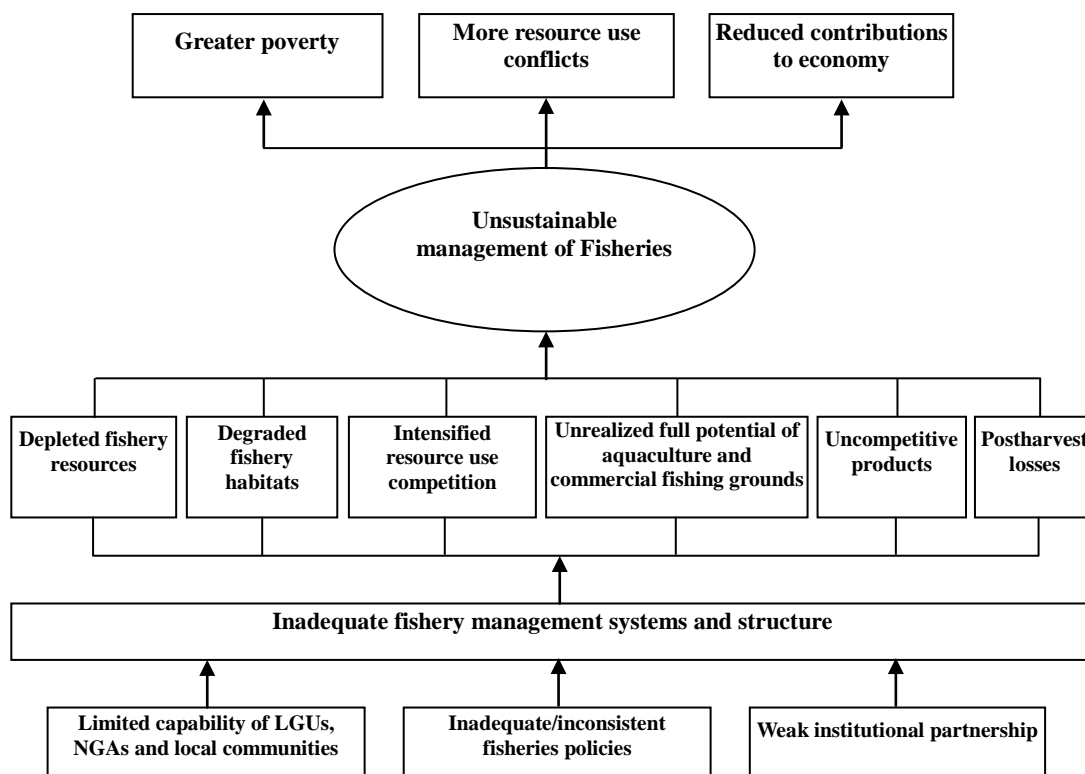 Greater poverty
More resource use
conflicts
Reduced contributions
to economy
Unsustainable
management of Fisheries
Depleted fishery
resources
Degraded
fishery
habitats
Intensified
resource use
competition
Unrealized full potential of
aquaculture and
commercial fishing grounds
Uncompetitive
products
Postharvest
losses
Inadequate fishery management systems and structure
Limited capability of LGUs,
NGAs and local communities
Inadequate/inconsistent
fisheries policies
Weak institutional partnership